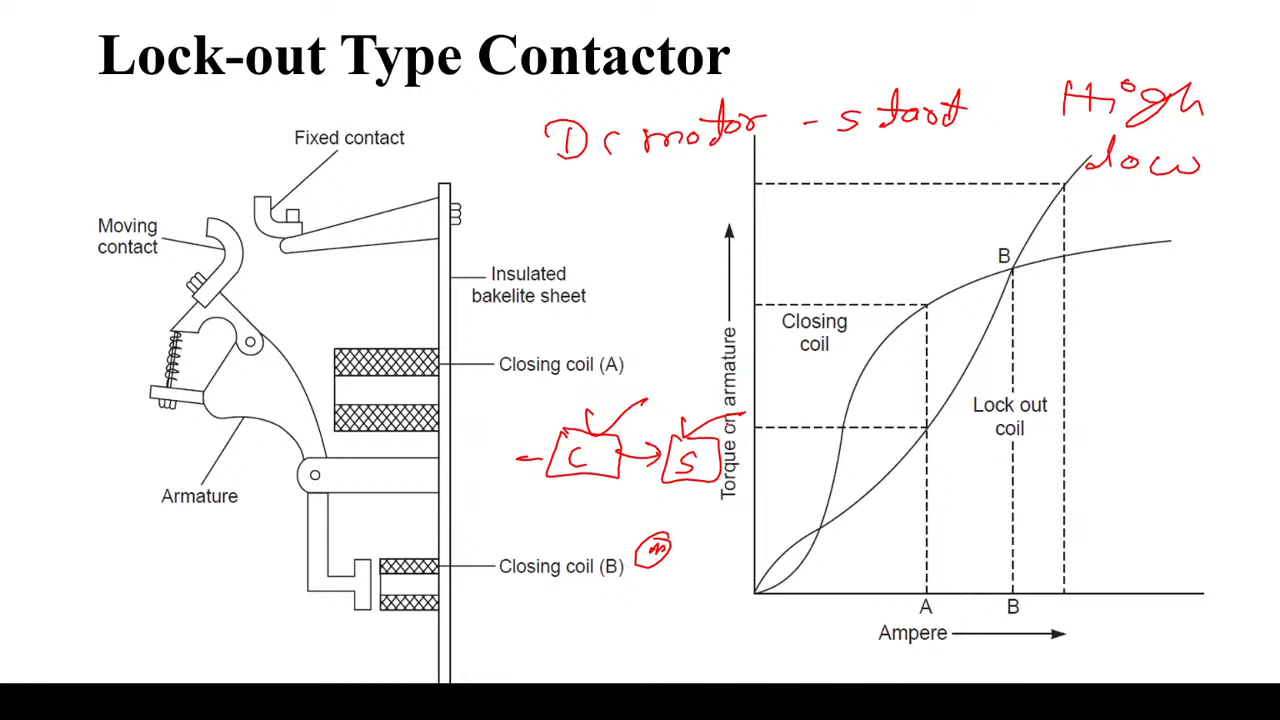 Lock-out Type Contactor
Dc motor - start
High
low
Fixed contact
Moving
contact
Insulated
bakelite sheet
Closing coil (A)
Armature
Closing coil (B)
C
S
M
Torque on armature
B
Closing
coil
Lock out
coil
A
B
Ampere